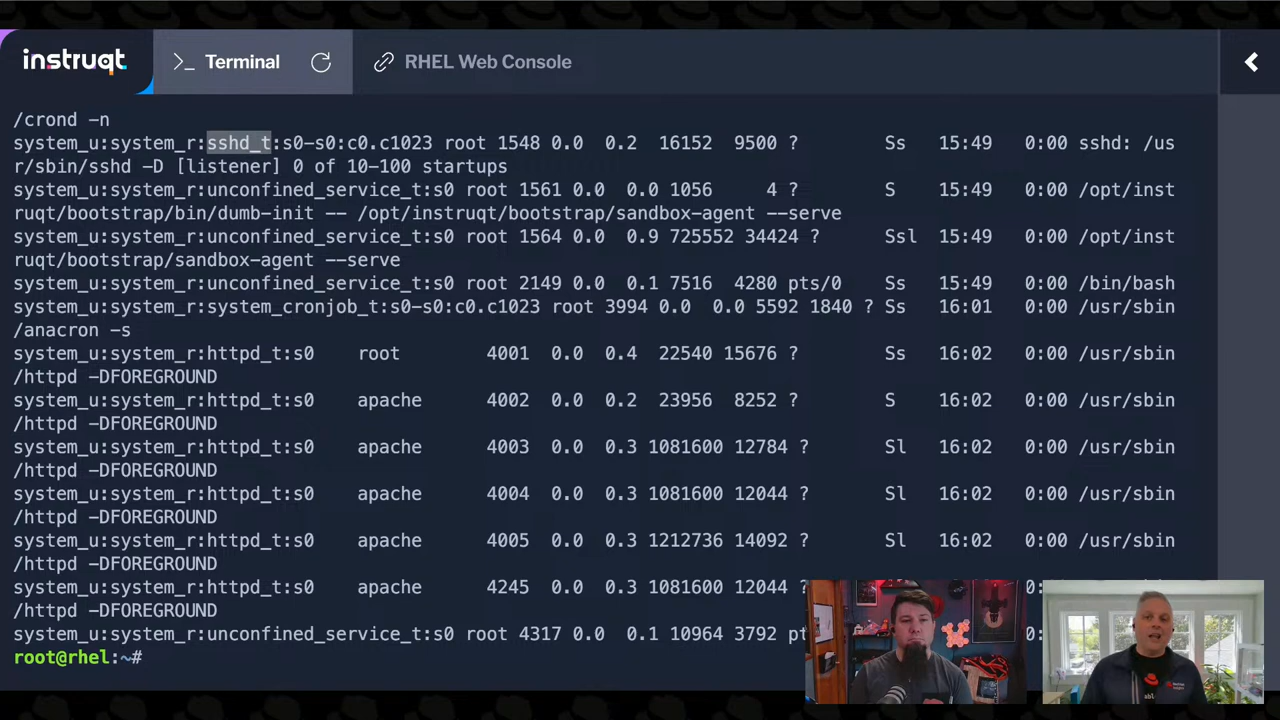 instruqt
>_ Terminal
RHEL Web Console
/crond -n
system_u:system_r:sshd_t:s0-s0:c0.c1023 root 1548 0.0  0.2  16152  9500 ?        Ss   15:49   0:00 sshd: /us
r/sbin/sshd -D [listener] 0 of 10-100 startups
system_u:system_r:unconfined_service_t:s0 root 1561 0.0  0.0 1056     4 ?        S    15:49   0:00 /opt/inst
ruqt/bootstrap/bin/dumb-init -- /opt/instruqt/bootstrap/sandbox-agent --serve
system_u:system_r:unconfined_service_t:s0 root 1564 0.0  0.9 725552 34424 ?      Ssl  15:49   0:00 /opt/inst
ruqt/bootstrap/sandbox-agent --serve
system_u:system_r:unconfined_service_t:s0 root 2149 0.0  0.1 7516  4280 pts/0    Ss   15:49   0:00 /bin/bash
system_u:system_r:system_cronjob_t:s0-s0:c0.c1023 root 3994 0.0  0.0 5592 1840 ? Ss   16:01   0:00 /usr/sbin
/anacron -s
system_u:system_r:httpd_t:s0    root        4001  0.0  0.4  22540 15676 ?        Ss   16:02   0:00 /usr/sbin
/httpd -DFOREGROUND
system_u:system_r:httpd_t:s0    apache      4002  0.0  0.2  23956  8252 ?        S    16:02   0:00 /usr/sbin
/httpd -DFOREGROUND
system_u:system_r:httpd_t:s0    apache      4003  0.0  0.3 1081600 12784 ?       Sl   16:02   0:00 /usr/sbin
/httpd -DFOREGROUND
system_u:system_r:httpd_t:s0    apache      4004  0.0  0.3 1081600 12044 ?       Sl   16:02   0:00 /usr/sbin
/httpd -DFOREGROUND
system_u:system_r:httpd_t:s0    apache      4005  0.0  0.3 1212736 14092 ?       Sl   16:02   0:00 /usr/sbin
/httpd -DFOREGROUND
system_u:system_r:httpd_t:s0    apache      4245  0.0  0.3 1081600 12044 ?       Sl   16:02   0:00 /usr/sbin
/httpd -DFOREGROUND
system_u:system_r:unconfined_service_t:s0 root 4317 0.0  0.1 10964 3792
root@rhel:~#